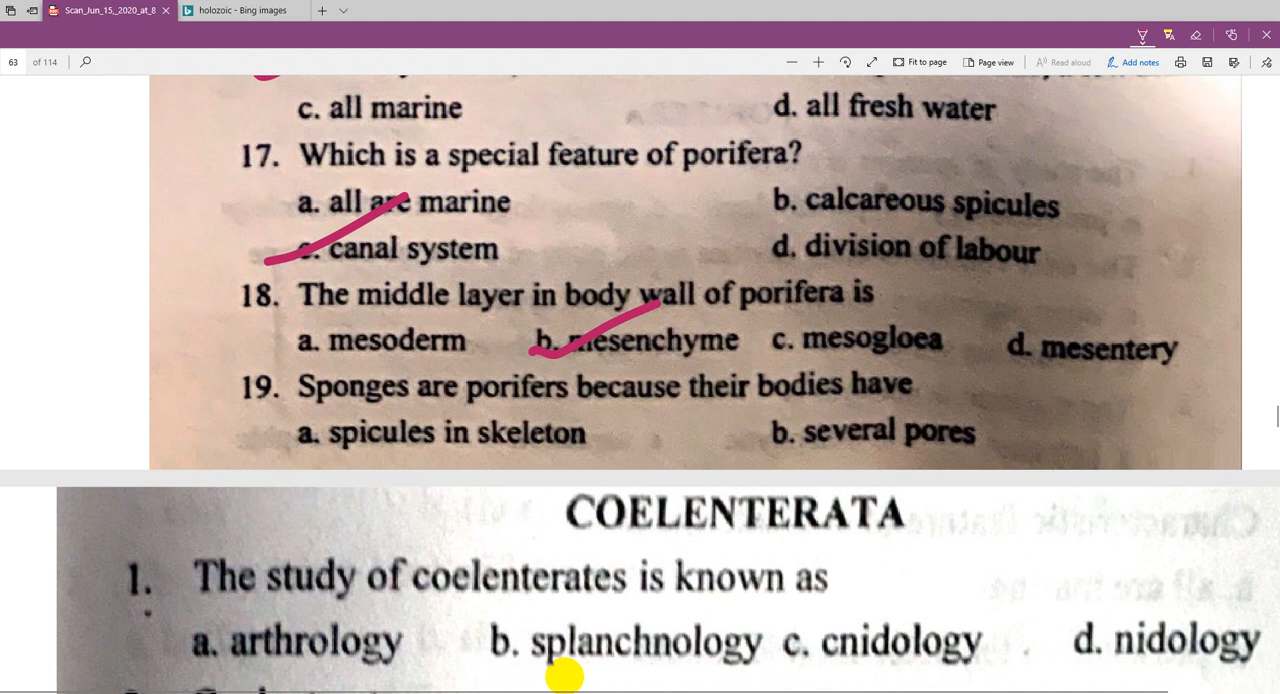 Scan_Jun_15,_2020_at_8
holozoic - Bing images
63 of 114
Fit to page
Page view
Read aloud
Add notes
c. all marine d. all fresh water
17. Which is a special feature of porifera?
a. all are marine b. calcareous spicules
c. canal system d. division of labour
18. The middle layer in body wall of porifera is
a. mesoderm b. mesenchyme c. mesogloea d. mesentery
19. Sponges are porifers because their bodies have
a. spicules in skeleton b. several pores
COELENTERATA
1. The study of coelenterates is known as
a. arthrology b. splanchnology c. cnidology d. nidology